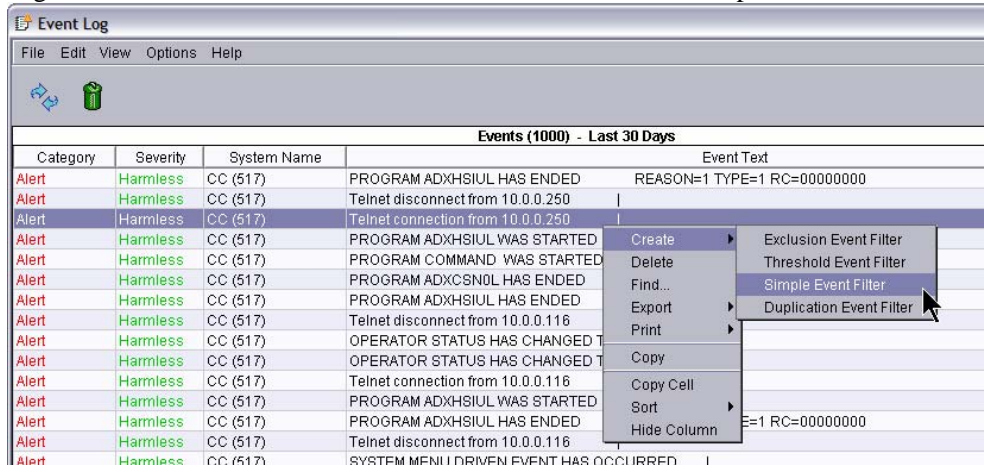 Event Log
File Edit View Options Help
Events (1000) - Last 30 Days
Category Severity System Name Event Text
Alert Harmless CC (517) PROGRAM ADXHSIUL HAS ENDED REASON=1 TYPE=1 RC=00000000
Alert Harmless CC (517) Telnet disconnect from 10.0.0.250 |
Alert Harmless CC (517) Telnet connection from 10.0.0.250 |
Alert Harmless CC (517) PROGRAM ADXHSIUL WAS STARTED
Alert Harmless CC (517) PROGRAM COMMAND WAS STARTED
Alert Harmless CC (517) PROGRAM ADXCSN0L HAS ENDED
Alert Harmless CC (517) PROGRAM ADXHSIUL HAS ENDED
Alert Harmless CC (517) Telnet disconnect from 10.0.0.116
Alert Harmless CC (517) OPERATOR STATUS HAS CHANGED T
Alert Harmless CC (517) OPERATOR STATUS HAS CHANGED T
Alert Harmless CC (517) Telnet connection from 10.0.0.116
Alert Harmless CC (517) PROGRAM ADXHSIUL WAS STARTED
Alert Harmless CC (517) PROGRAM ADXHSIUL HAS ENDED E=1 RC=00000000
Alert Harmless CC (517) Telnet disconnect from 10.0.0.116 |
Alert Harmless CC (517) SYSTEM MENU DRIVEN EVENT HAS OCCURRED |
Create
Delete
Find...
Export
Print
Copy
Copy Cell
Sort
Hide Column
Exclusion Event Filter
Threshold Event Filter
Simple Event Filter
Duplication Event Filter